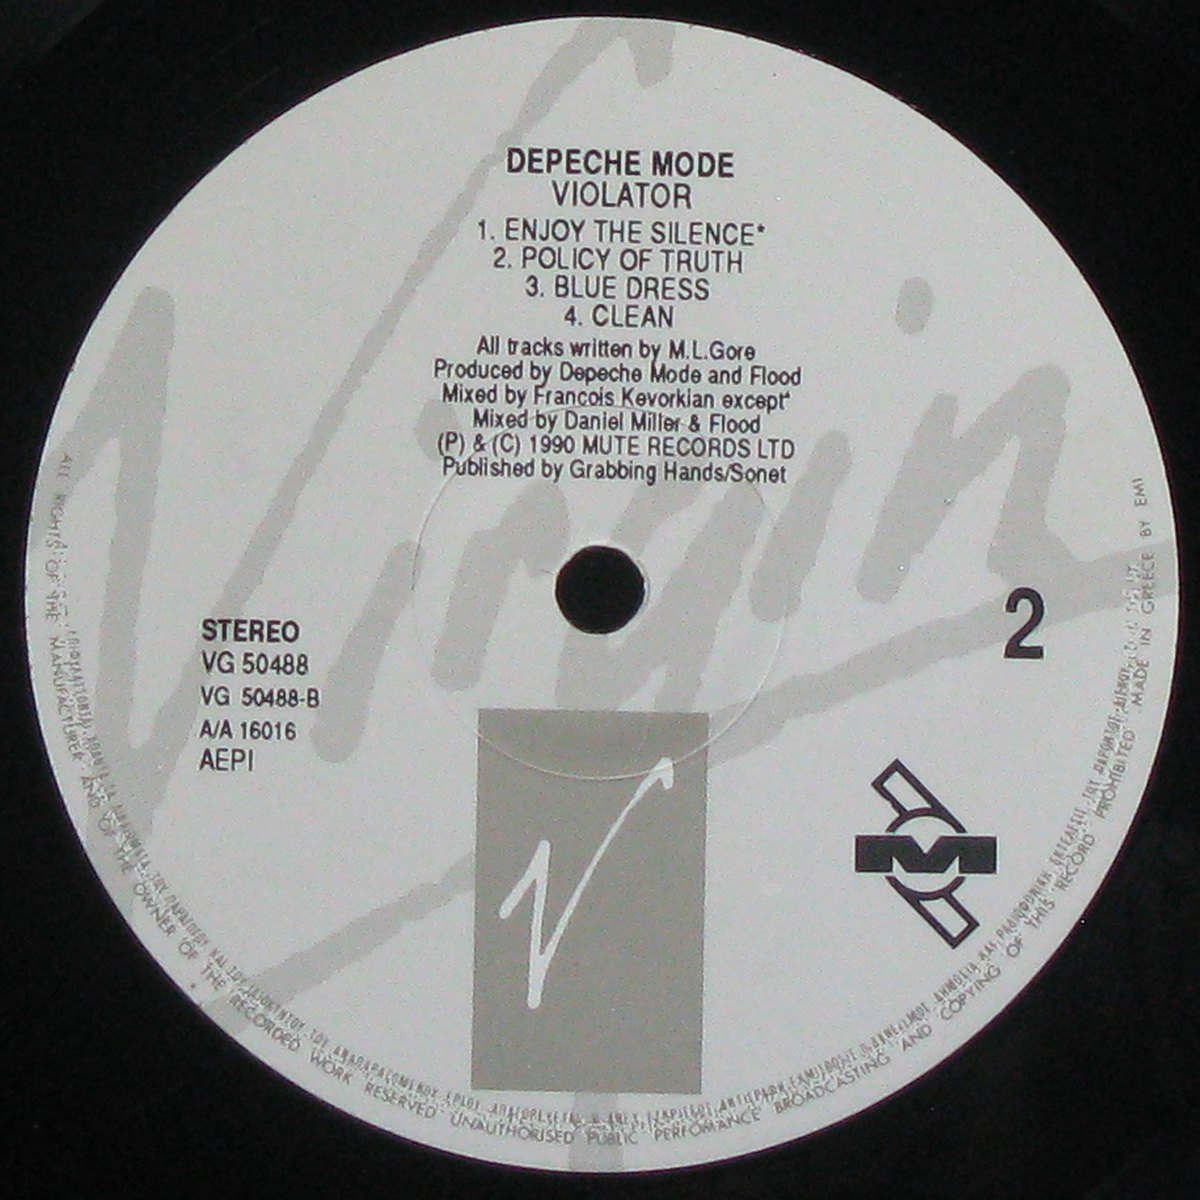 DEPECHE MODE
VIOLATOR
1. ENJOY THE SILENCE*
2. POLICY OF TRUTH
3. BLUE DRESS
4. CLEAN
All tracks written by M.L.Gore
Produced by Depeche Mode and Flood
Mixed by Francois Kevorkian except*
Mixed by Daniel Miller & Flood
(P) & (C) 1990 MUTE RECORDS LTD
Published by Grabbing Hands/Sonet
Virgin
STEREO
VG 50488
VG 50488-B
A/A 16016
AEPI
2
V
M
ALL RIGHTS OF THE MANUFACTURER AND OF THE OWNER OF THE RECORDED WORK RESERVED UNAUTHORISED PUBLIC PERFOMANCE BROADCASTING AND COPYING OF THIS RECORD PROHIBITED MADE IN GREECE BY EMI